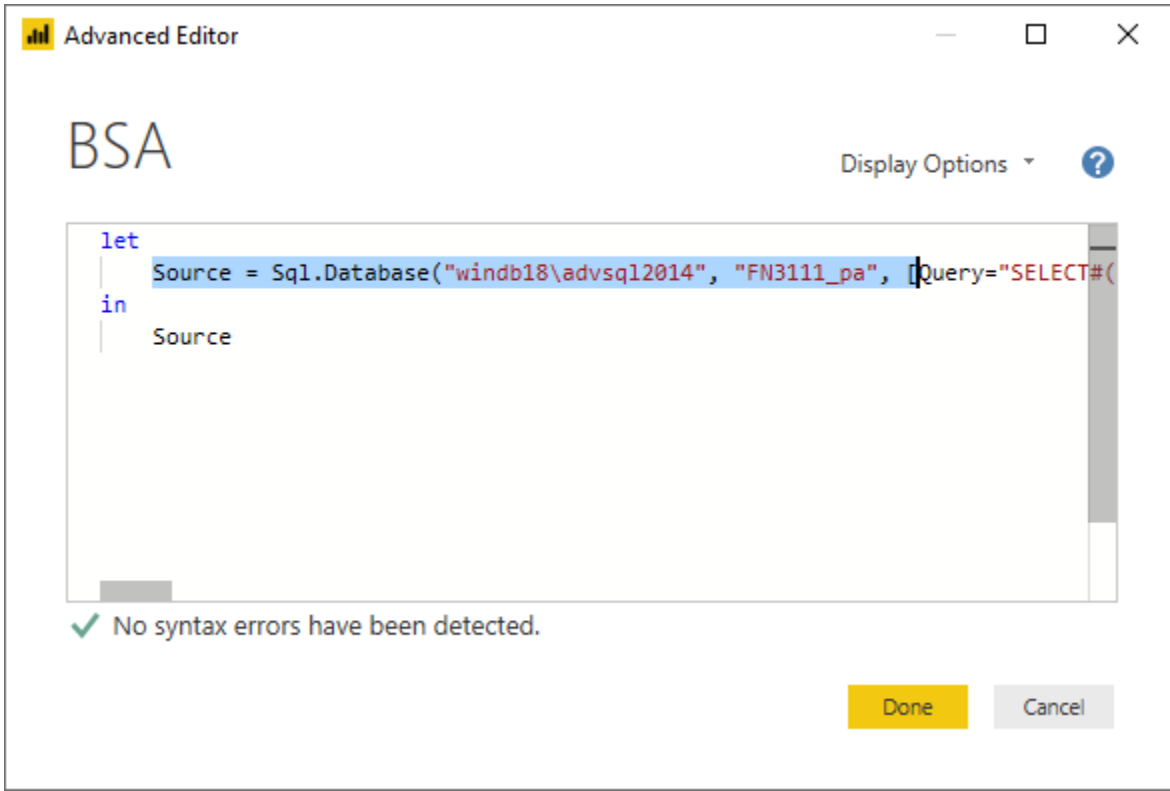 Advanced Editor
BSA
Display Options
?
let
Source = Sql.Database("windb18\advsql2014", "FN3111_pa", [Query="SELECT#(
in
Source
No syntax errors have been detected.
Done
Cancel